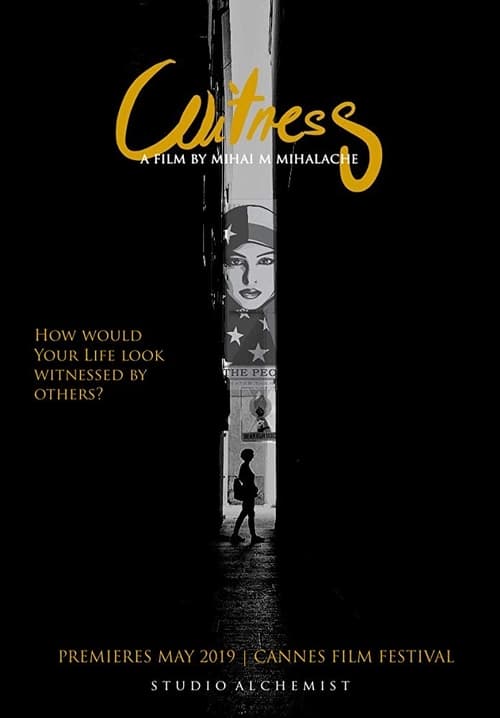 Witness
A FILM BY MIHAI M MIHALACHE
HOW WOULD
YOUR LIFE LOOK
WITNESSED BY
OTHERS?
THE PEO
PREMIERES MAY 2019 | CANNES FILM FESTIVAL
STUDIO ALCHEMIST